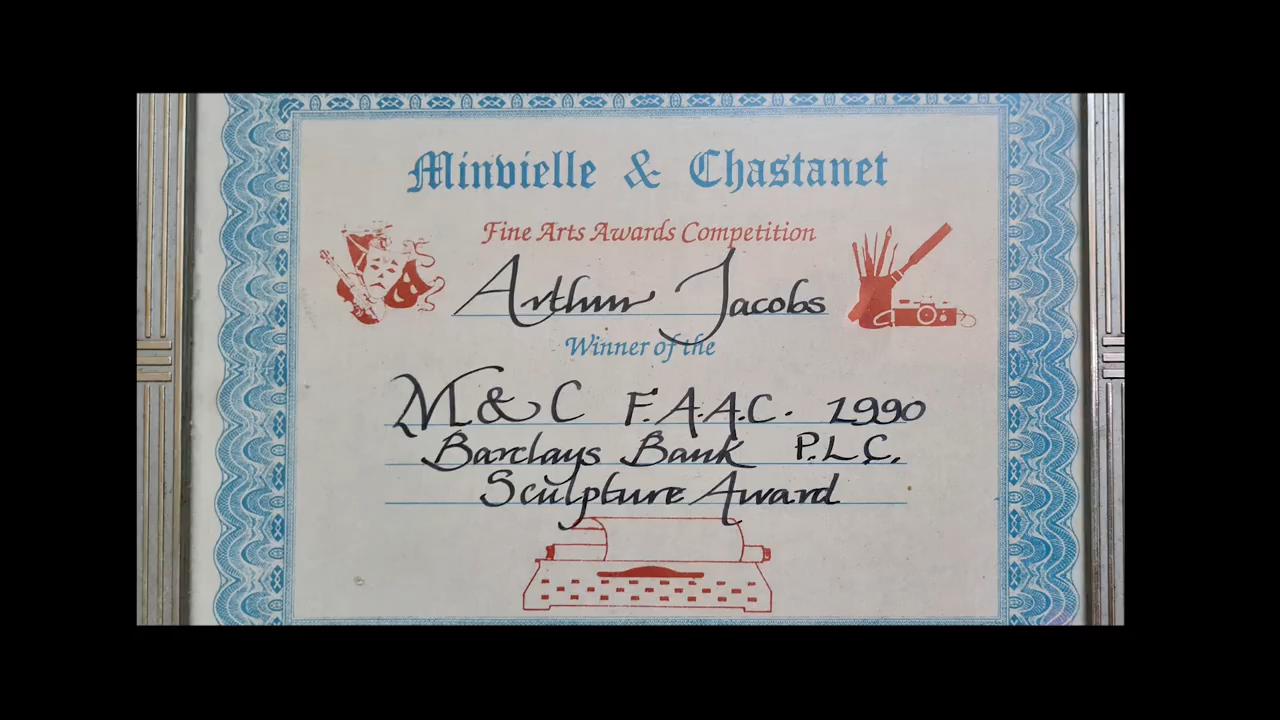 Minvielle & Chastanet
Fine Arts Awards Competition
Arthur Jacobs
Winner of the
M & C F.A.A.C. 1990
Barclays Bank P.L.C.
Sculpture Award